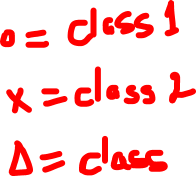 o = class 1
x = class 2
Δ = class